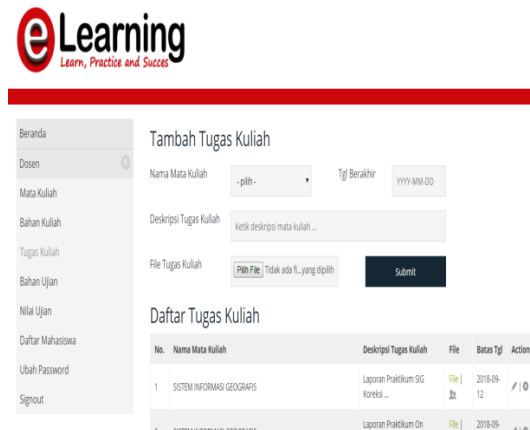 eLearning
Learn, Practice and Succes
Beranda
Dosen
Mata Kuliah
Bahan Kuliah
Tugas Kuliah
Bahan Ujian
Nilai Ujian
Daftar Mahasiswa
Ubah Password
Signout
Tambah Tugas Kuliah
Nama Mata Kuliah - pilih - Tgl Berakhir YYYY-MM-DD
Deskripsi Tugas Kuliah Ketik deskripsi mata kuliah ...
File Tugas Kuliah Pilih File Tidak ada fi...yang dipilih Submit
Daftar Tugas Kuliah
No. Nama Mata Kuliah Deskripsi Tugas Kuliah File Batas Tgl Action
1 SISTEM INFORMASI GEOGRAFIS Laporan Praktikum SIG File | 2018-09-
Koreksi ... 12
SISTEM INFORMASI GEOGRAFIS Laporan Praktikum On File | 2018-09-